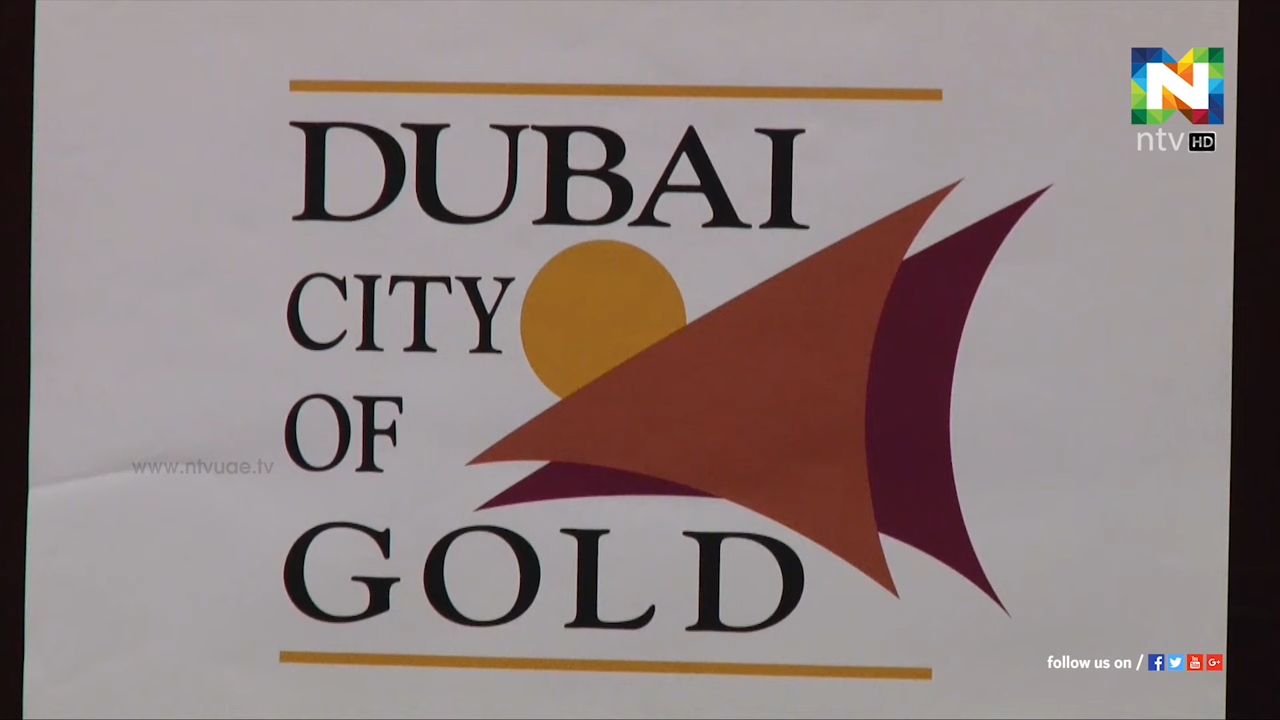 DUBAI
CITY
OF
GOLD
N
ntv HD
www.ntvuae.tv
follow us on /